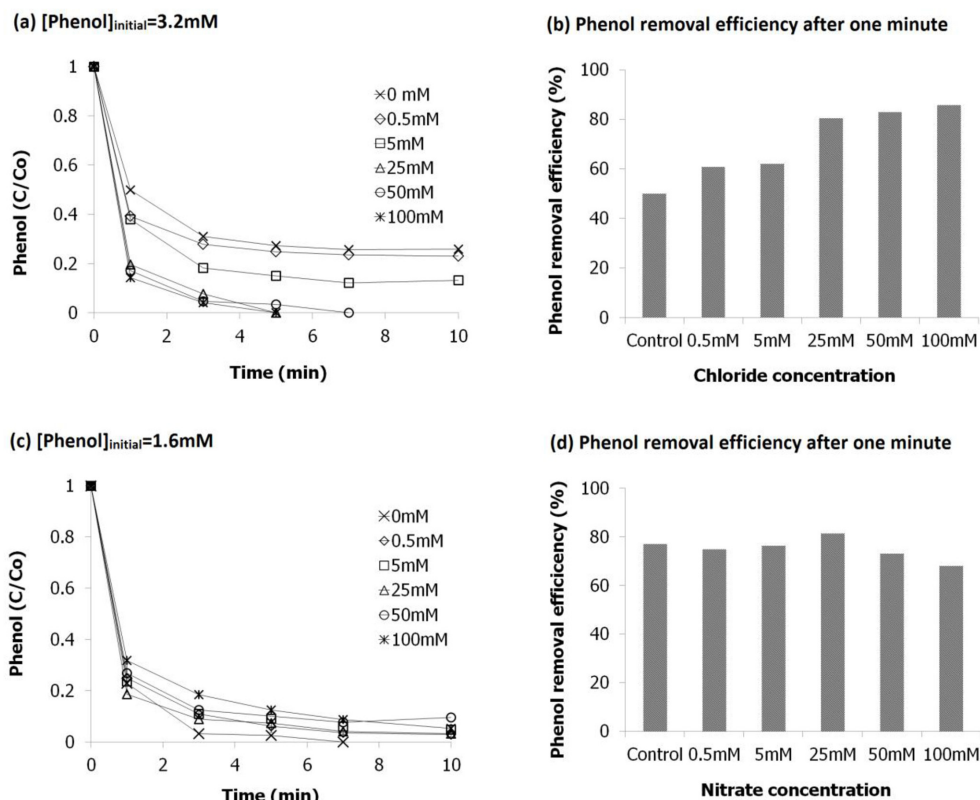 (a) [Phenol]initial=3.2mM
Phenol (C/Co)
1
0.8
0.6
0.4
0.2
0
0 2 4 6 8 10
Time (min)
0 mM
0.5mM
5mM
25mM
50mM
100mM
(b) Phenol removal efficiency after one minute
Phenol removal efficiency (%)
100
80
60
40
20
0
Control 0.5mM 5mM 25mM 50mM 100mM
Chloride concentration
(c) [Phenol]initial=1.6mM
Phenol (C/Co)
1
0.8
0.6
0.4
0.2
0
0 2 4 6 8 10
Time (min)
0mM
0.5mM
5mM
25mM
50mM
100mM
(d) Phenol removal efficiency after one minute
Phenol removal efficicency (%)
100
80
60
40
20
0
Control 0.5mM 5mM 25mM 50mM 100mM
Nitrate concentration